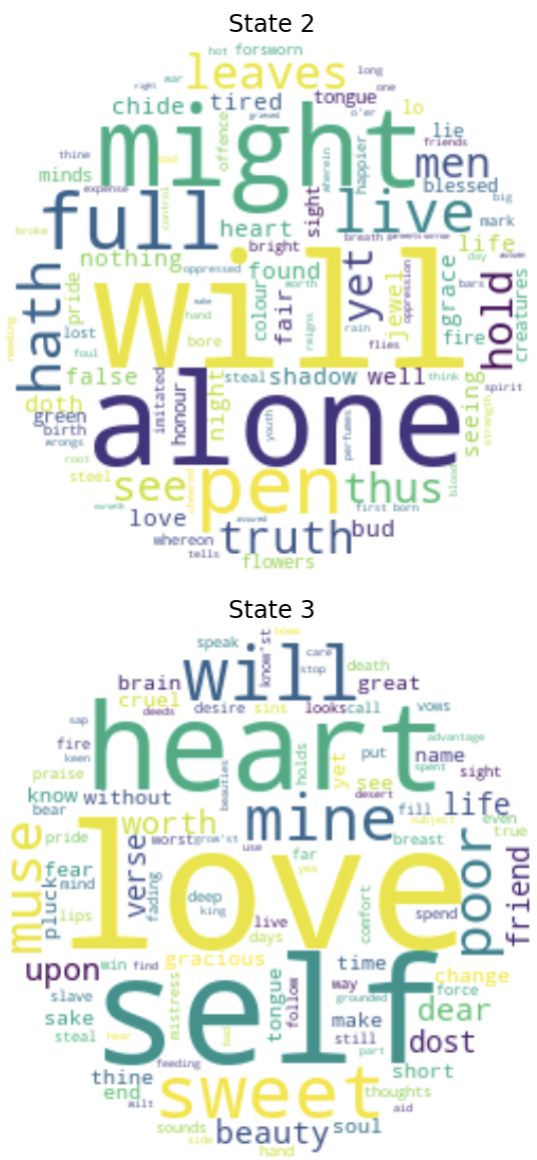 State 2
hot forsworn
leaves
long
war
right
one
chide
tired
tongue
lo
o'er
might
offence
lie
friends
thine
men
minds
wherein
happier
blessed
expense
control
sight
big
full
live
mark
heart
broke
bright
breath
life
nothing
day
hath
pride
oppressed
found
yet
jewel
oppression
grace
bars
hold
creatures
will
worth
colour
fair
hand
reigns
rain
fire
lost
needing
foul
bore
flies
false
imitated
honour
steal
shadow
well
think
spirit
doth
night
seeing
strength
green
birth
alone
youth
perfumes
wrongs
root
steel
see
pen
thus
blood
first born
love
truth
bud
whereon
tells
flowers
State 3
home
speak
know'st
care
will
stop
death
brain
great
cruel
desire
sins
looks
call
vows
deeds
sap
heart
advantage
fire
keen
holds
yet
put
name
spent
praise
beauties
see
sight
desert
know
without
life
bear
mine
fill
worth
subject
even
true
muse
pride
verse
worst
grow'st
use
breast
poor
friend
far
yea
fear
mind
pluck
fading
love
deep
king
comfort
lips
live
spend
days
upon
win
find
gracious
time
change
slave
mistress
self
tongue
follow
way
grounded
force
sake
make
dear
steal
hear
still
dost
part
feeding
thine
short
end
sweet
thoughts
wilt
aid
sounds
beauty
soul
side
hand